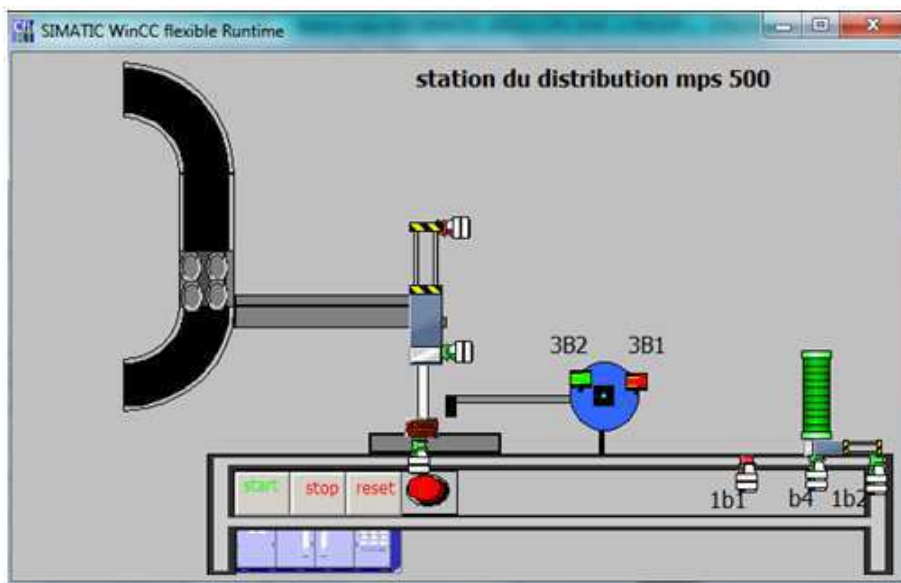 SIMATIC WinCC flexible Runtime
station du distribution mps 500
3B2 3B1
start stop reset
1b1 b4 1b2